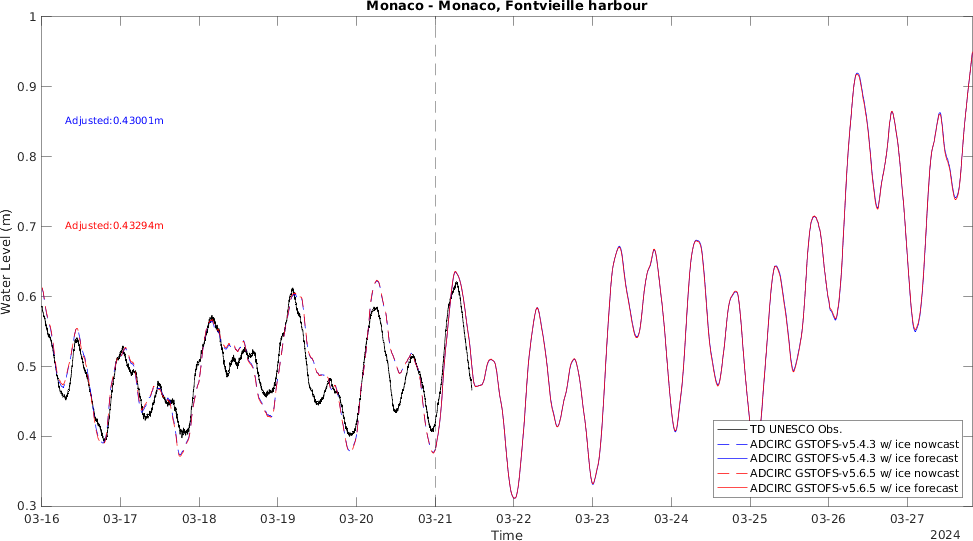 Monaco - Monaco, Fontvieille harbour
1
0.9
0.8
0.7
0.6
0.5
0.4
0.3
Water Level (m)
Adjusted:0.43001m
Adjusted:0.43294m
TD UNESCO Obs.
ADCIRC GSTOFS-v5.4.3 w/ ice nowcast
ADCIRC GSTOFS-v5.4.3 w/ ice forecast
ADCIRC GSTOFS-v5.6.5 w/ ice nowcast
ADCIRC GSTOFS-v5.6.5 w/ ice forecast
03-16 03-17 03-18 03-19 03-20 03-21 03-22 03-23 03-24 03-25 03-26 03-27
Time
2024